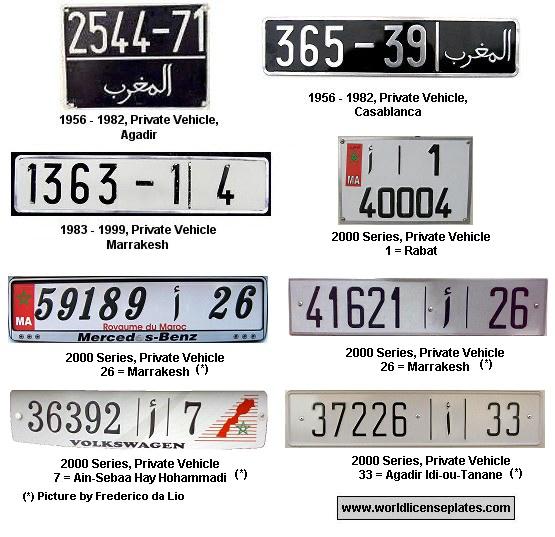 2544-71
المغرب
1956 - 1982, Private Vehicle,
Agadir
365 - 39 المغرب
1956 - 1982, Private Vehicle,
Casablanca
1363 - 1 | 4
1983 - 1999, Private Vehicle
Marrakesh
أ | 1
MA
40004
2000 Series, Private Vehicle
1 = Rabat
59189 أ 26
MA
Royaume du Maroc
Mercedes-Benz
2000 Series, Private Vehicle
26 = Marrakesh (*)
41621 | أ | 26
2000 Series, Private Vehicle
26 = Marrakesh (*)
36392 | أ | 7
VOLKSWAGEN
2000 Series, Private Vehicle
7 = Ain-Sebaa Hay Hohammadi (*)
37226 | أ | 33
2000 Series, Private Vehicle
33 = Agadir Idi-ou-Tanane (*)
(*) Picture by Frederico da Lio
www.worldlicenseplates.com